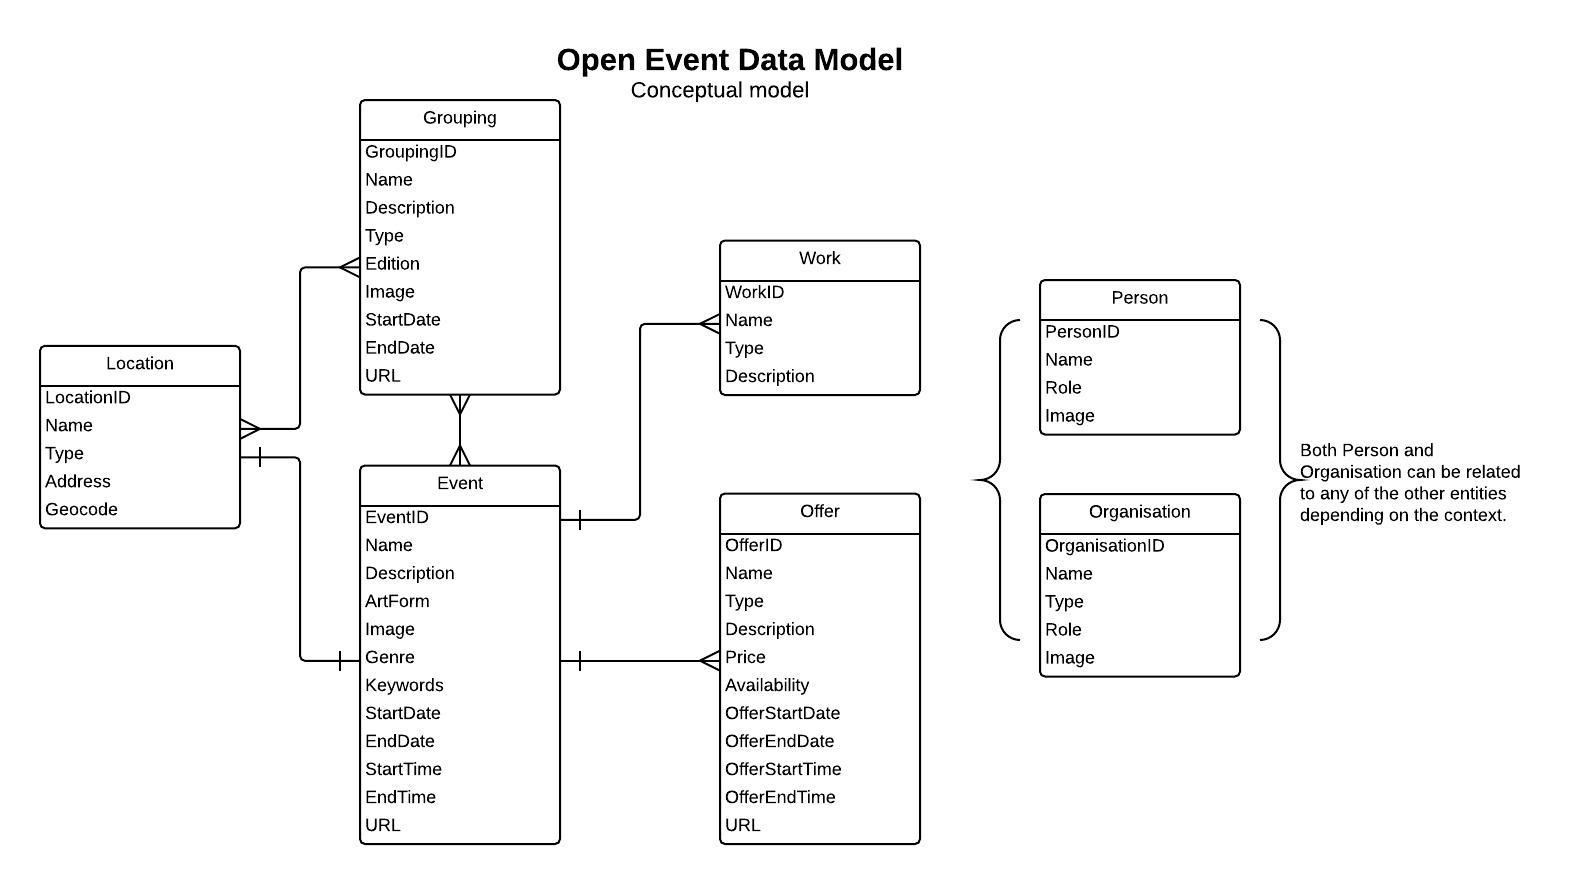 Open Event Data Model
Conceptual model
Grouping
GroupingID
Name
Description
Type
Edition
Image
StartDate
EndDate
URL
Location
LocationID
Name
Type
Address
Geocode
Event
EventID
Name
Description
ArtForm
Image
Genre
Keywords
StartDate
EndDate
StartTime
EndTime
URL
Work
WorkID
Name
Type
Description
Offer
OfferID
Name
Type
Description
Price
Availability
OfferStartDate
OfferEndDate
OfferStartTime
OfferEndTime
URL
Person
PersonID
Name
Role
Image
Organisation
OrganisationID
Name
Type
Role
Image
Both Person and
Organisation can be related
to any of the other entities
depending on the context.